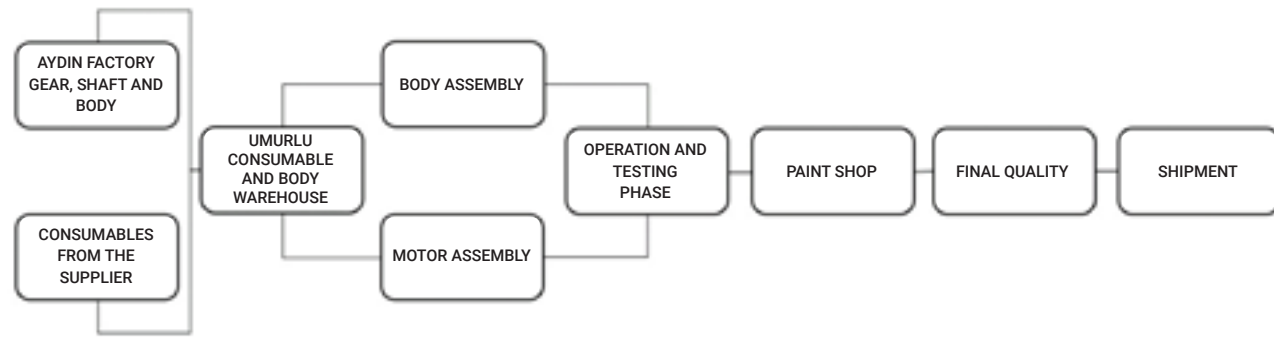 AYDIN FACTORY
GEAR, SHAFT AND
BODY
CONSUMABLES
FROM THE
SUPPLIER
UMURLU
CONSUMABLE
AND BODY
WAREHOUSE
BODY ASSEMBLY
MOTOR ASSEMBLY
OPERATION AND
TESTING
PHASE
PAINT SHOP
FINAL QUALITY
SHIPMENT